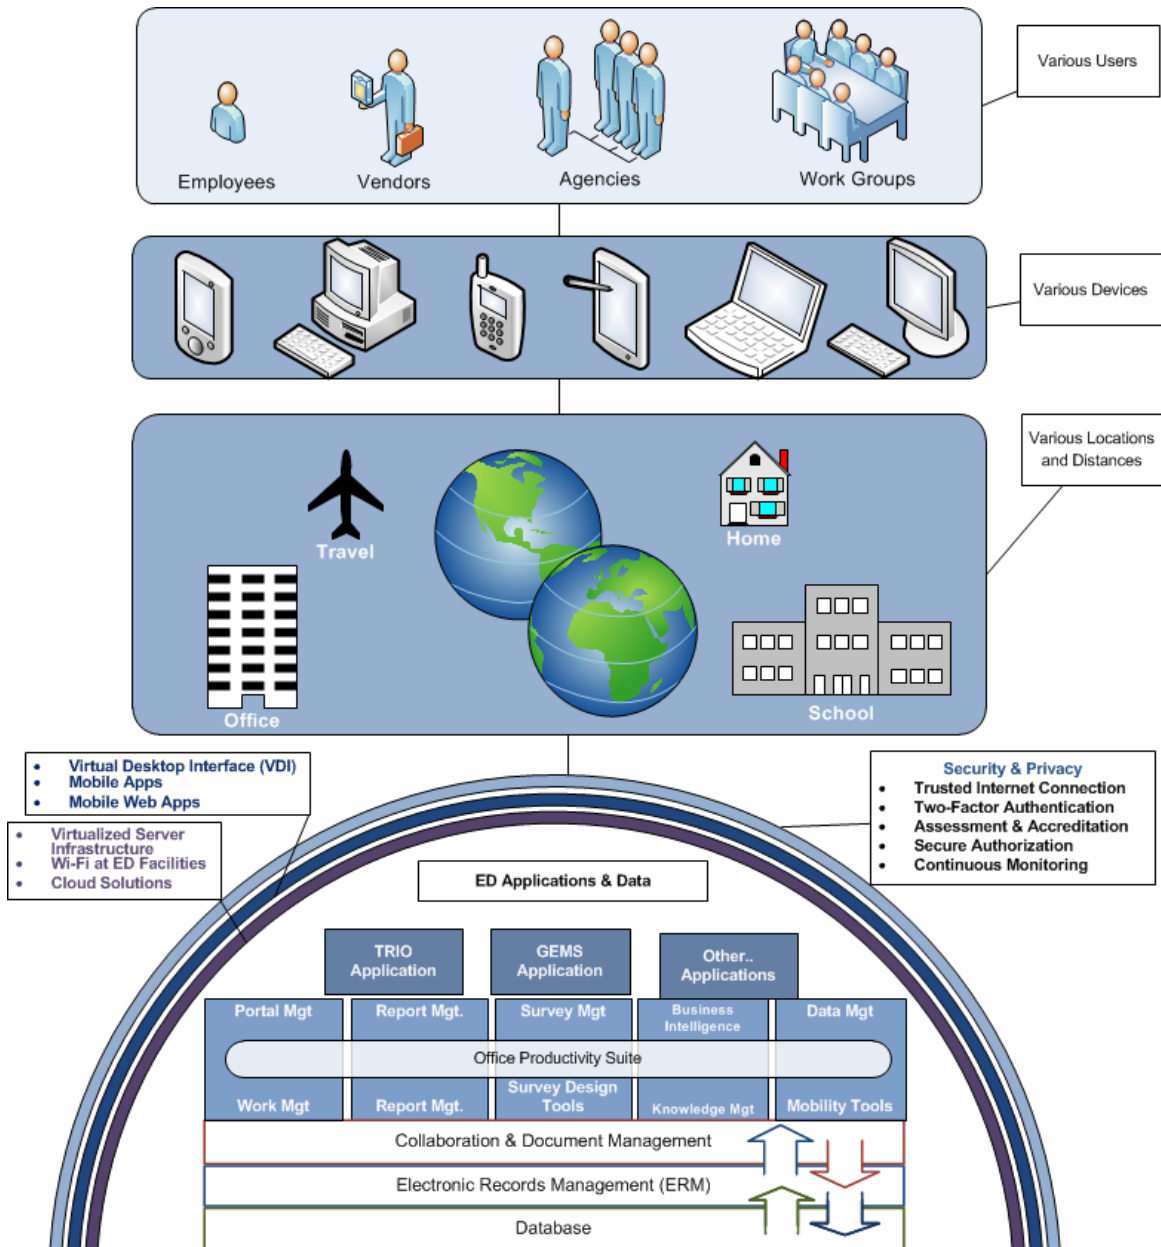 Various Users
Employees
Vendors
Agencies
Work Groups
Various Devices
Various Locations
and Distances
Travel
Home
Office
School
• Virtual Desktop Interface (VDI)
• Mobile Apps
• Mobile Web Apps
• Virtualized Server
Infrastructure
• Wi-Fi at ED Facilities
• Cloud Solutions
Security & Privacy
• Trusted Internet Connection
• Two-Factor Authentication
• Assessment & Accreditation
• Secure Authorization
• Continuous Monitoring
ED Applications & Data
TRIO
Application
GEMS
Application
Other..
Applications
Portal Mgt
Report Mgt.
Survey Mgt
Business
Intelligence
Data Mgt
Office Productivity Suite
Work Mgt
Report Mgt.
Survey Design
Tools
Knowledge Mgt
Mobility Tools
Collaboration & Document Management
Electronic Records Management (ERM)
Database